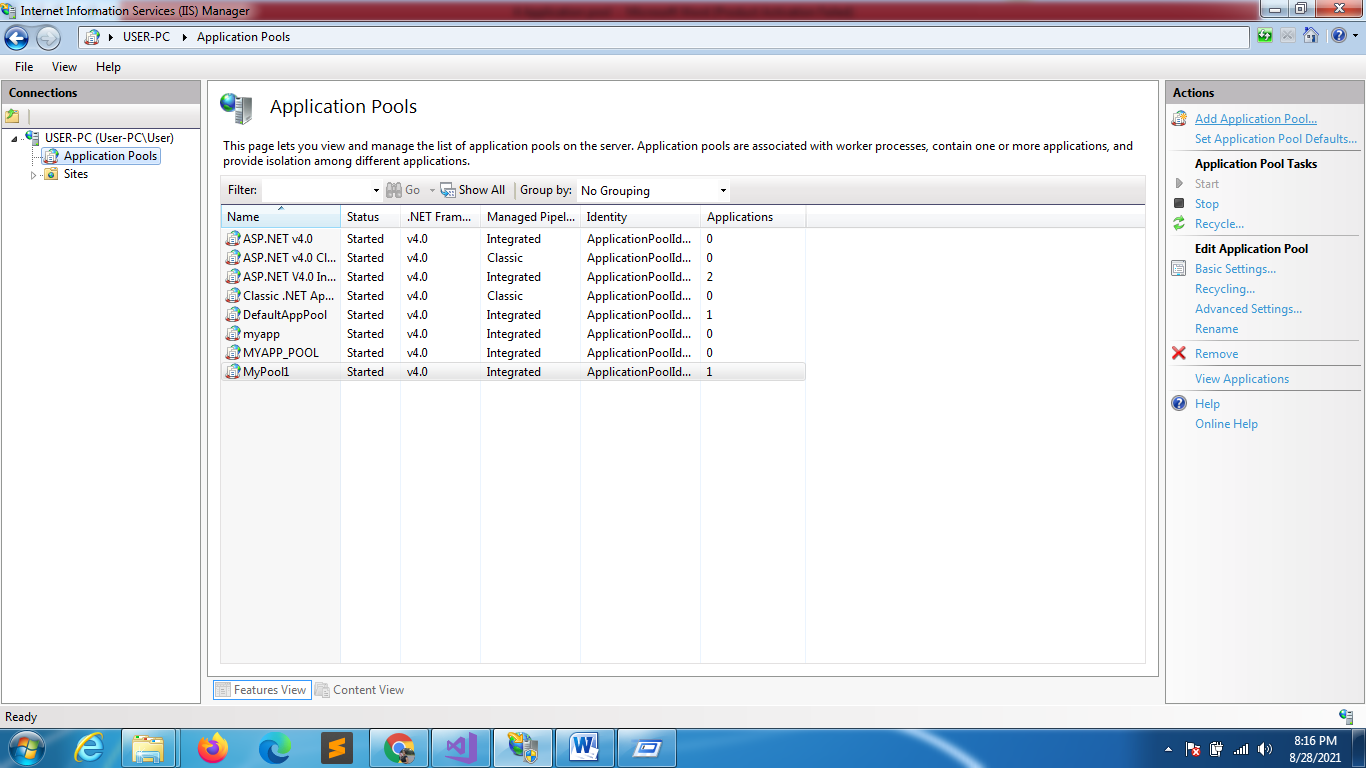 Internet Information Services (IIS) Manager
USER-PC Application Pools
File View Help
Connections
USER-PC (User-PC\User)
Application Pools
Sites
Application Pools
This page lets you view and manage the list of application pools on the server. Application pools are associated with worker processes, contain one or more applications, and
provide isolation among different applications.
Filter: Go Show All Group by: No Grouping
Name Status .NET Fram... Managed Pipel... Identity Applications
ASP.NET v4.0 Started v4.0 Integrated ApplicationPoolId... 0
ASP.NET v4.0 Cl... Started v4.0 Classic ApplicationPoolId... 0
ASP.NET V4.0 In... Started v4.0 Integrated ApplicationPoolId... 2
Classic .NET Ap... Started v4.0 Classic ApplicationPoolId... 0
DefaultAppPool Started v4.0 Integrated ApplicationPoolId... 1
myapp Started v4.0 Integrated ApplicationPoolId... 0
MYAPP_POOL Started v4.0 Integrated ApplicationPoolId... 0
MyPool1 Started v4.0 Integrated ApplicationPoolId... 1
Features View Content View
Actions
Add Application Pool...
Set Application Pool Defaults...
Application Pool Tasks
Start
Stop
Recycle...
Edit Application Pool
Basic Settings...
Recycling...
Advanced Settings...
Rename
Remove
View Applications
Help
Online Help
Ready
8:16 PM
8/28/2021